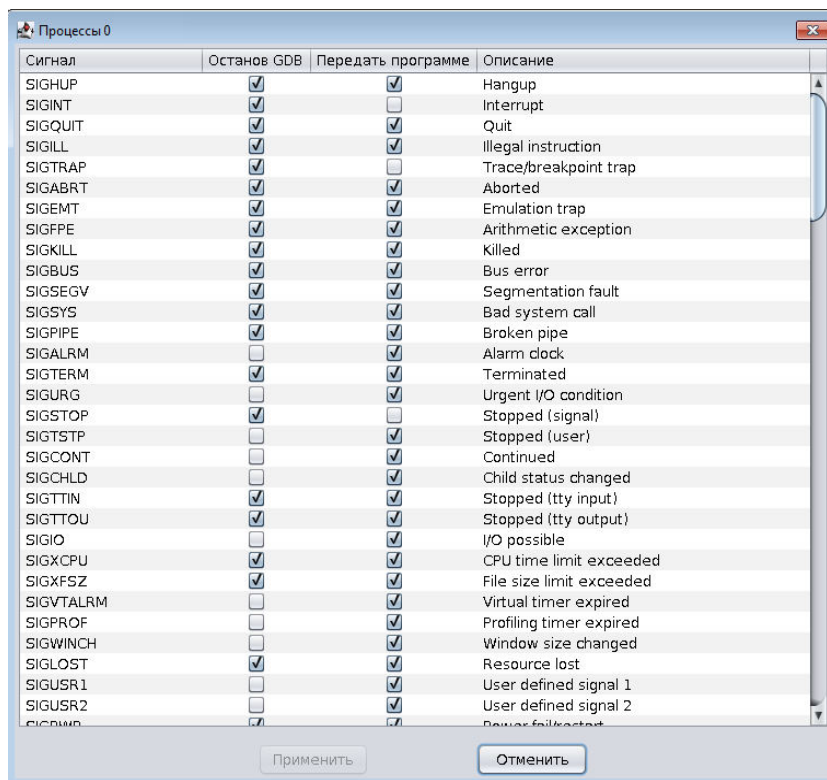 Процессы 0
Сигнал Останов GDB Передать программе Описание
SIGHUP Hangup
SIGINT Interrupt
SIGQUIT Quit
SIGILL Illegal instruction
SIGTRAP Trace/breakpoint trap
SIGABRT Aborted
SIGEMT Emulation trap
SIGFPE Arithmetic exception
SIGKILL Killed
SIGBUS Bus error
SIGSEGV Segmentation fault
SIGSYS Bad system call
SIGPIPE Broken pipe
SIGALRM Alarm clock
SIGTERM Terminated
SIGURG Urgent I/O condition
SIGSTOP Stopped (signal)
SIGTSTP Stopped (user)
SIGCONT Continued
SIGCHLD Child status changed
SIGTTIN Stopped (tty input)
SIGTTOU Stopped (tty output)
SIGIO I/O possible
SIGXCPU CPU time limit exceeded
SIGXFSZ File size limit exceeded
SIGVTALRM Virtual timer expired
SIGPROF Profiling timer expired
SIGWINCH Window size changed
SIGLOST Resource lost
SIGUSR1 User defined signal 1
SIGUSR2 User defined signal 2
SIGPWR Power fail/restart
Применить Отменить